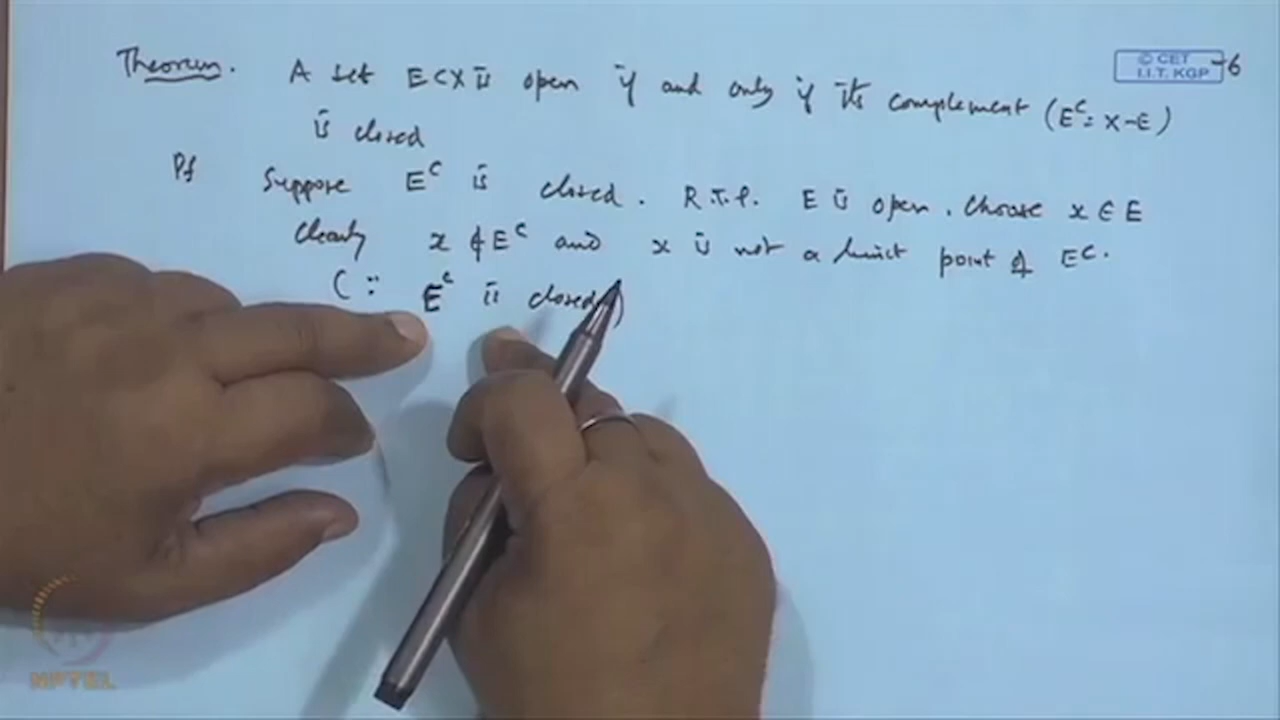 Theorem. A set E⊂X is open if and only if its complement (E^c = X-E)
is closed
Pf Suppose E^c is closed. R.T.P. E is open. Choose x ∈ E
Clearly x ∉ E^c and x is not a limit point of E^c.
(∵ E^c is closed)
© CET
I.I.T. KGP
-6
NPTEL